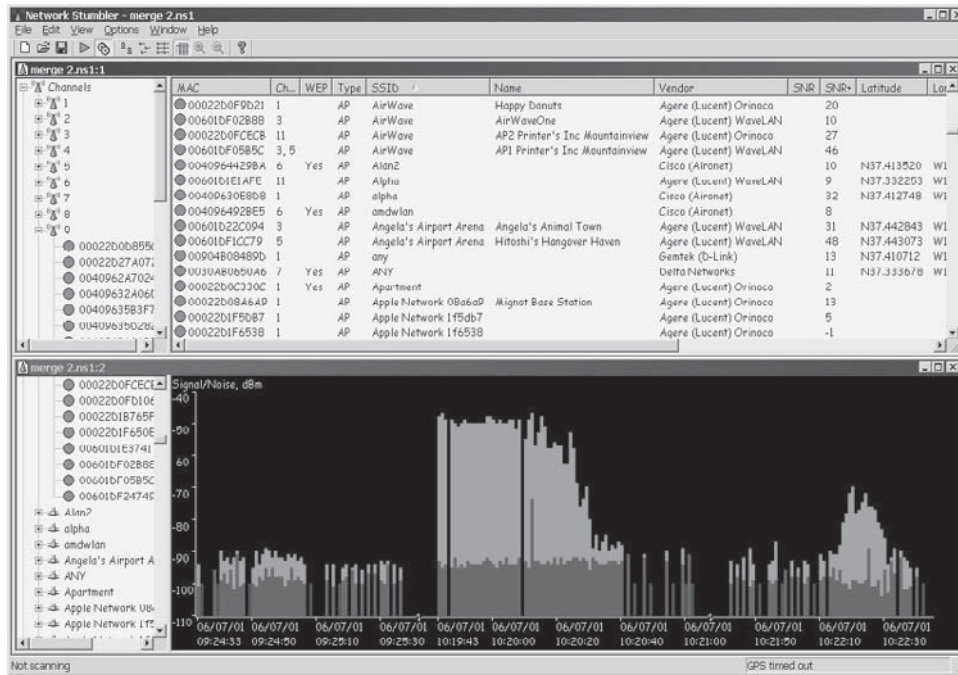 Network Stumbler - merge 2.ns1
File Edit View Options Window Help
merge 2.ns1:1
Channels
1
2
3
4
5
6
7
8
9
00022D0D855C
00022D27A072
0040962A7024
00409632A06D
00409635B3F7
00409635D282
MAC Ch... WEP Type SSID Name Vendor SNR SNR+ Latitude Lon
00022D0F9D21 1 AP AirWave Happy Donuts Agere (Lucent) Orinoco 20
00601DF02B88 3 AP AirWave AirWaveOne Agere (Lucent) WaveLAN 10
00022D0FCECB 11 AP AirWave AP2 Printer's Inc Mountainview Agere (Lucent) Orinoco 27
00601DF05B5C 3, 5 AP AirWave AP1 Printer's Inc Mountainview Agere (Lucent) WaveLAN 46
0040964429BA 6 Yes AP Alan2 Cisco (Aironet) 10 N37.413520 W1
00601D1E1AFE 11 AP Alpha Agere (Lucent) WaveLAN 9 N37.332253 W1
00409630E8D8 1 AP alpha Cisco (Aironet) 32 N37.412748 W1
004096492BE5 6 Yes AP amdwlan Cisco (Aironet) 8
00601D22C094 3 AP Angela's Airport Arena Angela's Animal Town Agere (Lucent) WaveLAN 31 N37.442843 W1
00601DF1CC79 5 AP Angela's Airport Arena Hitoshi's Hangover Haven Agere (Lucent) WaveLAN 48 N37.443073 W1
00904B08489D 1 AP any Gemtek (D-Link) 13 N37.410712 W1
0030AB0650A6 7 Yes AP ANY Delta Networks 11 N37.333678 W1
00022D0C330C 1 Yes AP Apartment Agere (Lucent) Orinoco 2
00022D08A6A9 1 AP Apple Network 08a6a9 Mignot Base Station Agere (Lucent) Orinoco 13
00022D1F5DB7 1 AP Apple Network 1f5db7 Agere (Lucent) Orinoco 5
00022D1F6538 1 AP Apple Network 1f6538 Agere (Lucent) Orinoco -1
merge 2.ns1:2
00022D0FCECB
00022D0FD106
00022D1B765F
00022D1F650E
00601D1E3741
00601DF02B88
00601DF05B5C
00601DF24749
Alan2
alpha
amdwlan
Angela's Airport A
ANY
Apartment
Apple Network 08
Apple Network 1f5
Signal/Noise, dBm
-40
-50
60
-70
-80
-90
-100
-110
06/07/01 06/07/01 06/07/01 06/07/01 06/07/01 06/07/01 06/07/01 06/07/01 06/07/01 06/07/01 06/07/01 06/07/01
09:24:33 09:24:50 09:25:10 09:25:30 10:19:43 10:20:00 10:20:20 10:20:40 10:21:00 10:21:50 10:22:10 10:22:30
Not scanning GPS timed out